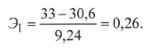 Э₁ = (33 – 30,6) / 9,24 = 0,26.